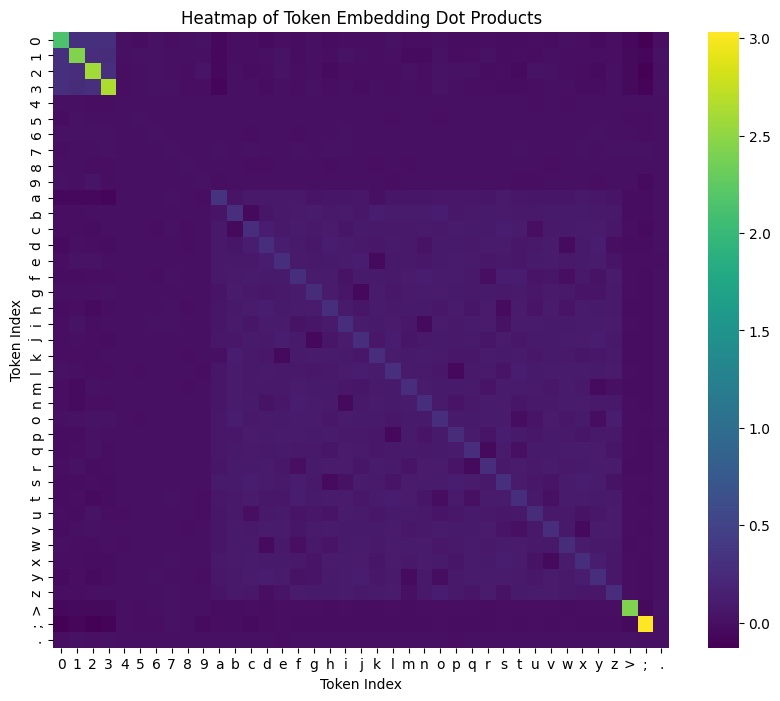 Heatmap of Token Embedding Dot Products
Token Index
0
1
2
3
4
5
6
7
8
9
a
b
c
d
e
f
g
h
i
j
k
l
m
n
o
p
q
r
s
t
u
v
w
x
y
z
>
;
.
0 1 2 3 4 5 6 7 8 9 a b c d e f g h i j k l m n o p q r s t u v w x y z > ; .
Token Index
3.0
2.5
2.0
1.5
1.0
0.5
0.0